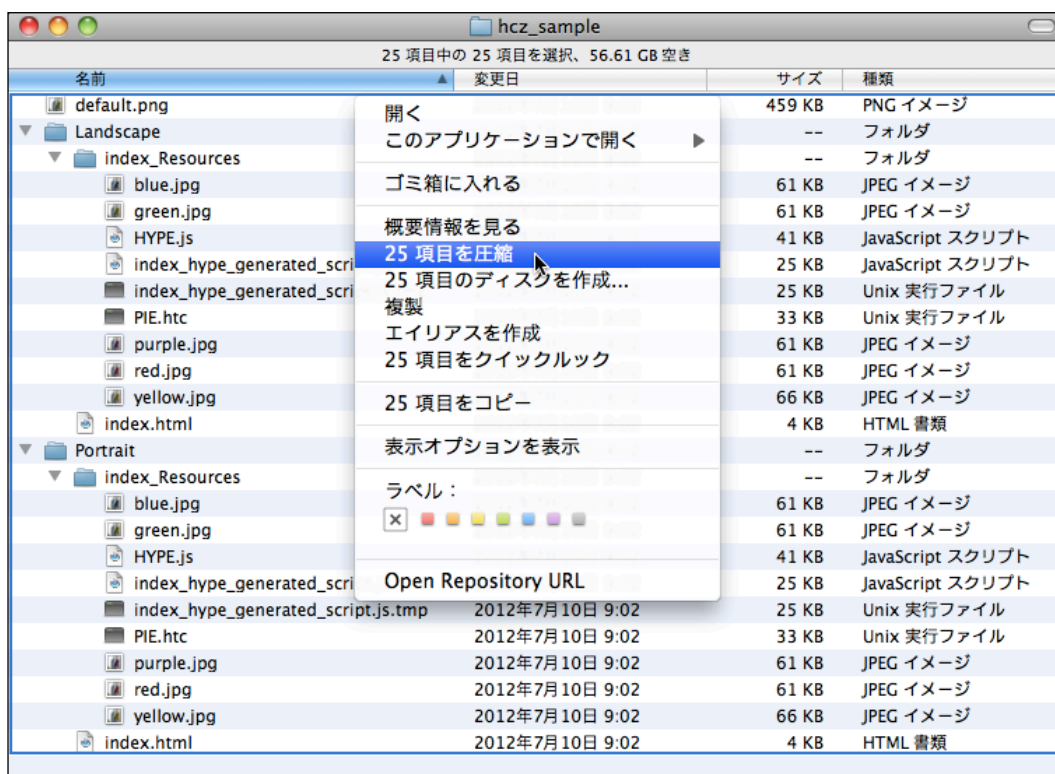 hcz_sample
25 項目中の 25 項目を選択、56.61 GB 空き
名前 変更日 サイズ 種類
default.png 459 KB PNG イメージ
Landscape -- フォルダ
index_Resources -- フォルダ
blue.jpg 61 KB JPEG イメージ
green.jpg 61 KB JPEG イメージ
HYPE.js 41 KB JavaScript スクリプト
index_hype_generated_scri 25 KB JavaScript スクリプト
index_hype_generated_scri 25 KB Unix 実行ファイル
PIE.htc 33 KB Unix 実行ファイル
purple.jpg 61 KB JPEG イメージ
red.jpg 61 KB JPEG イメージ
yellow.jpg 66 KB JPEG イメージ
index.html 4 KB HTML 書類
Portrait -- フォルダ
index_Resources -- フォルダ
blue.jpg 61 KB JPEG イメージ
green.jpg 61 KB JPEG イメージ
HYPE.js 41 KB JavaScript スクリプト
index_hype_generated_scri 25 KB JavaScript スクリプト
index_hype_generated_script.js.tmp 2012年7月10日 9:02 25 KB Unix 実行ファイル
PIE.htc 2012年7月10日 9:02 33 KB Unix 実行ファイル
purple.jpg 2012年7月10日 9:02 61 KB JPEG イメージ
red.jpg 2012年7月10日 9:02 61 KB JPEG イメージ
yellow.jpg 2012年7月10日 9:02 66 KB JPEG イメージ
index.html 2012年7月10日 9:02 4 KB HTML 書類
開く
このアプリケーションで開く
ゴミ箱に入れる
概要情報を見る
25 項目を圧縮
25 項目のディスクを作成...
複製
エイリアスを作成
25 項目をクイックルック
25 項目をコピー
表示オプションを表示
ラベル：
Open Repository URL